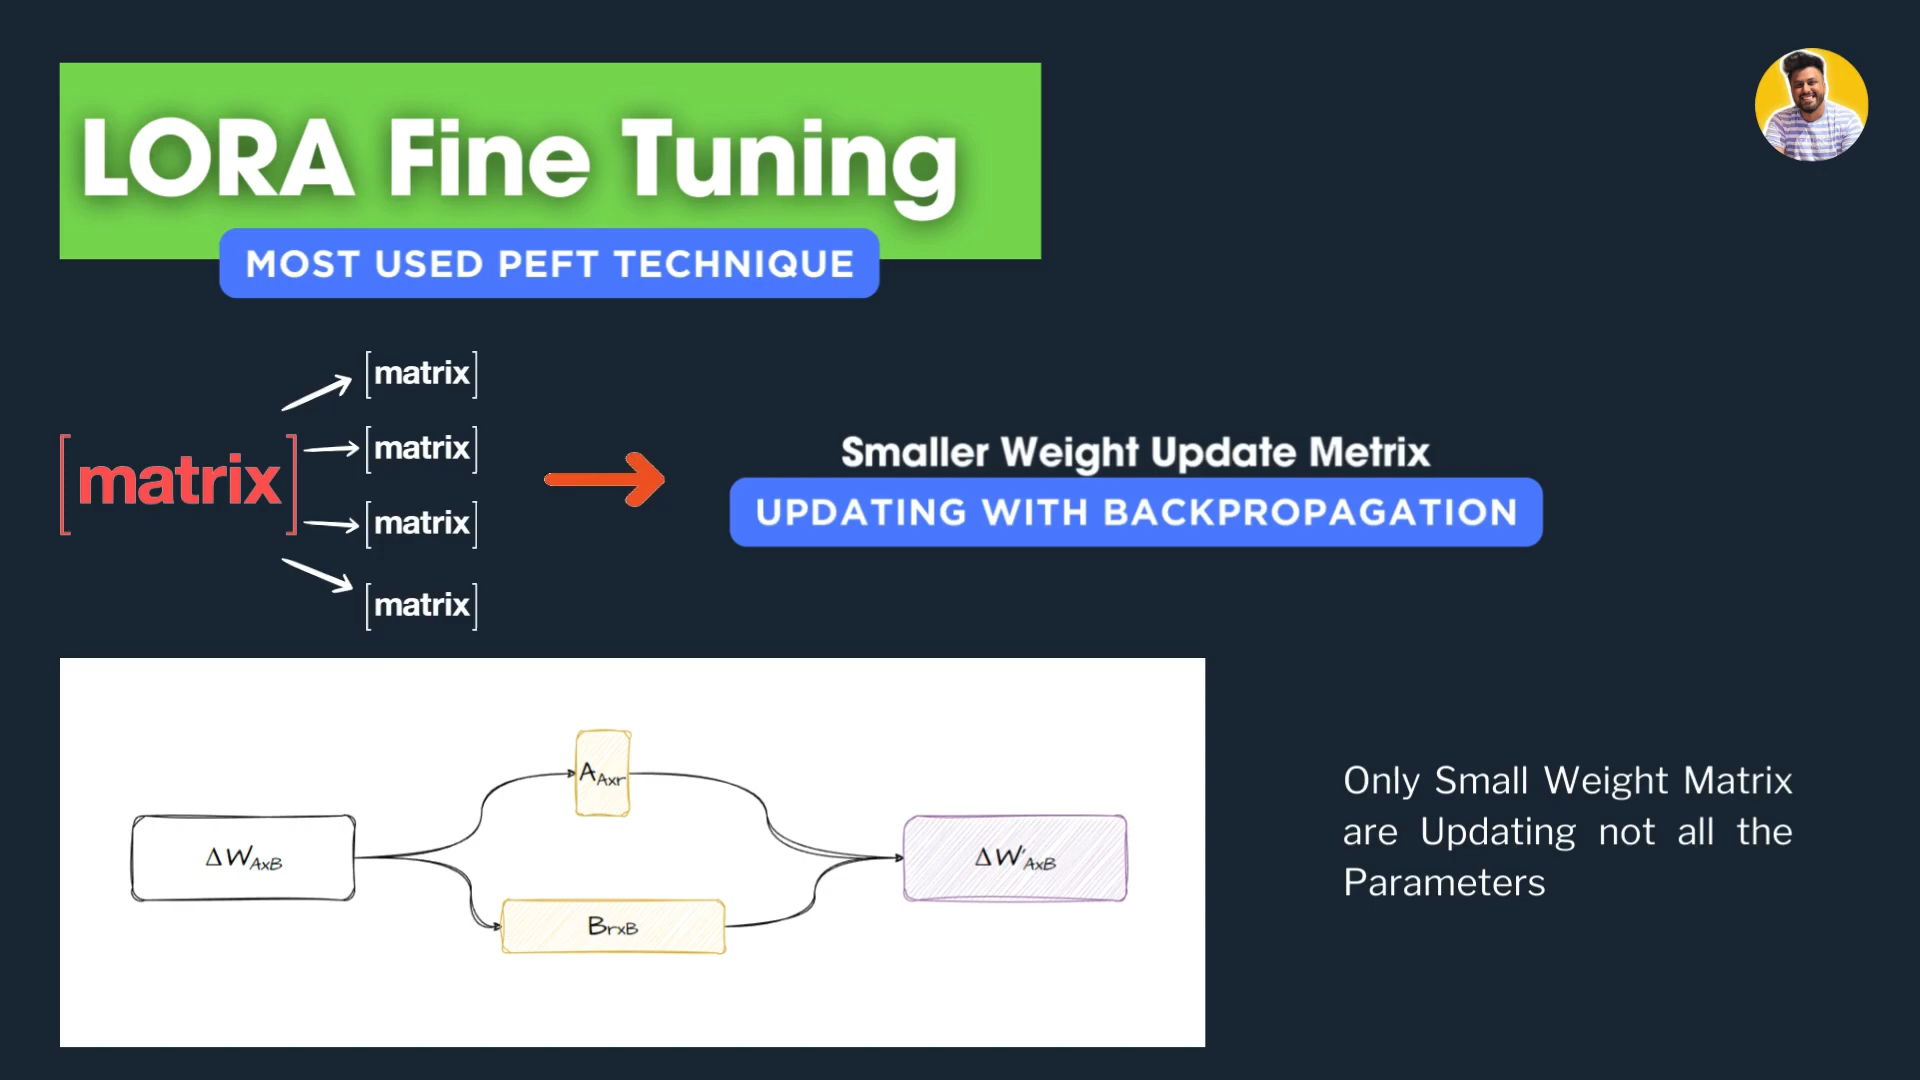 LORA Fine Tuning
MOST USED PEFT TECHNIQUE
[matrix]
[matrix]
[matrix]
[matrix]
[matrix]
Smaller Weight Update Metrix
UPDATING WITH BACKPROPAGATION
ΔW_AxB
A_Axr
B_rxB
ΔW'_AxB
Only Small Weight Matrix
are Updating not all the
Parameters